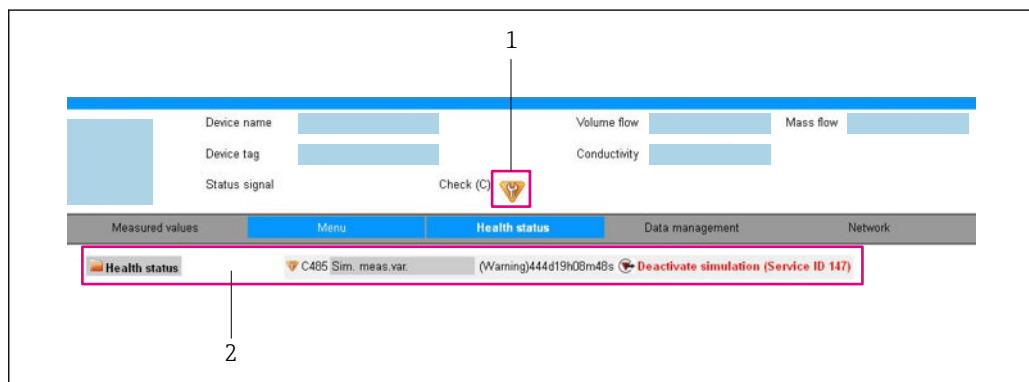 1
Device name Volume flow Mass flow
Device tag Conductivity
Status signal Check (C)
Measured values Menu Health status Data management Network
Health status C485 Sim. meas.var. (Warning)444d19h08m48s Deactivate simulation (Service ID 147)
2